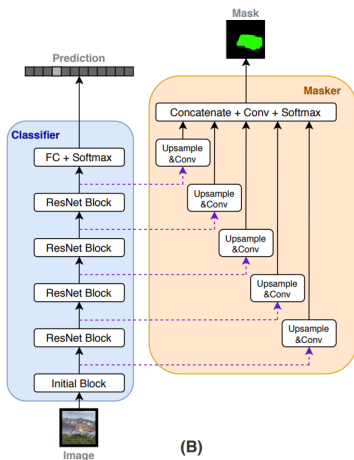 Mask
Prediction
Masker
Concatenate + Conv + Softmax
Classifier
FC + Softmax
Upsample
&Conv
ResNet Block
Upsample
&Conv
ResNet Block
Upsample
&Conv
ResNet Block
Upsample
&Conv
ResNet Block
Upsample
&Conv
Initial Block
Image
(B)